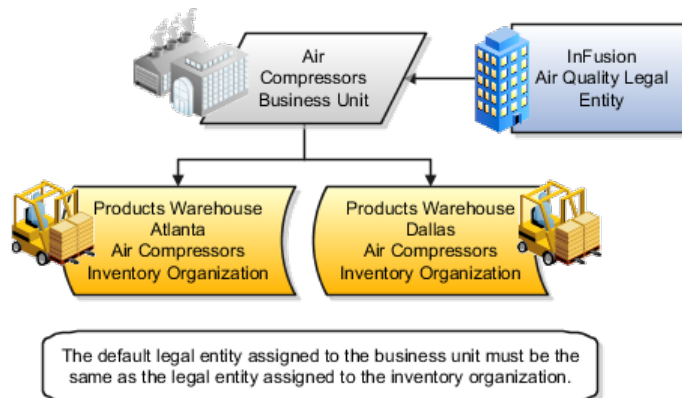 Air
Compressors
Business Unit
InFusion
Air Quality Legal
Entity
Products Warehouse
Atlanta
Air Compressors
Inventory Organization
Products Warehouse
Dallas
Air Compressors
Inventory Organization
The default legal entity assigned to the business unit must be the
same as the legal entity assigned to the inventory organization.